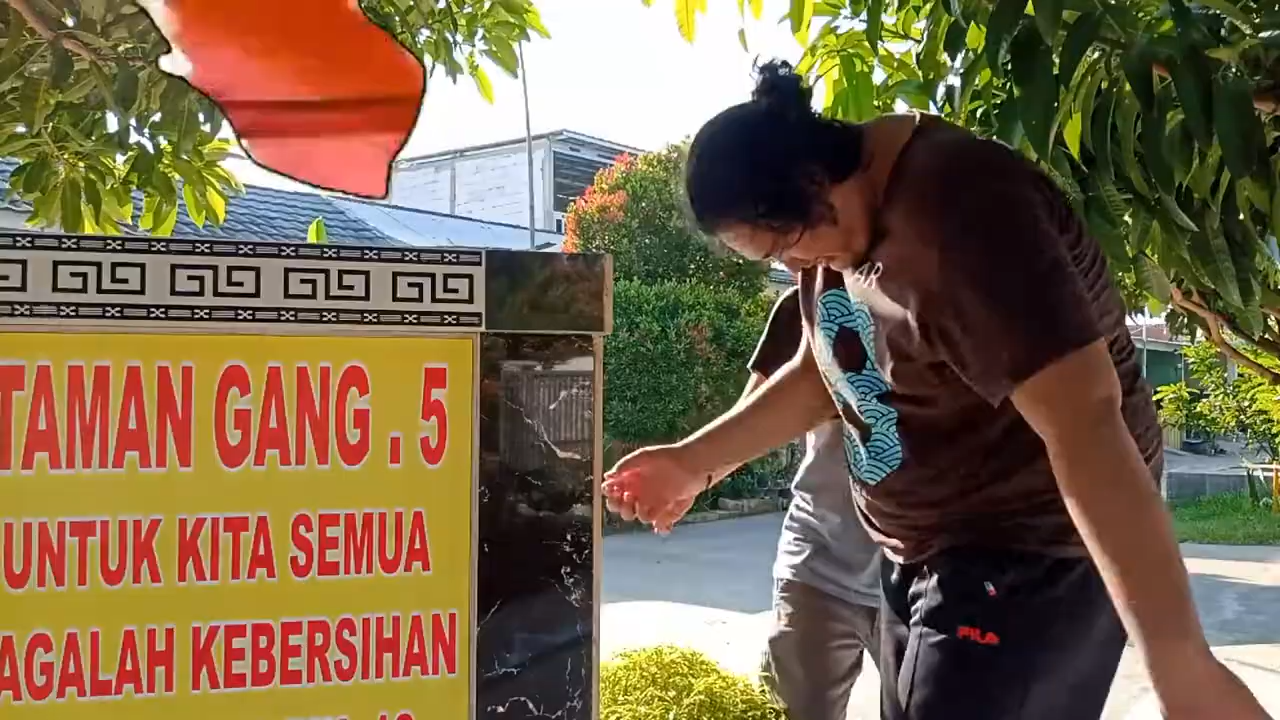 TAMAN GANG . 5
UNTUK KITA SEMUA
AGALAH KEBERSIHAN
AR
FILA